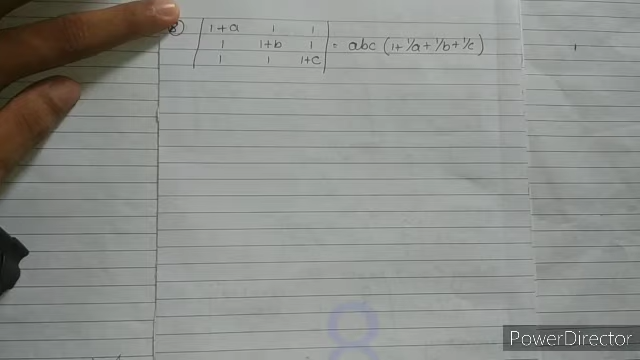 8) | 1+a 1 1 |
| 1 1+b 1 | = abc (1+1/a+1/b+1/c)
| 1 1 1+c |
PowerDirector